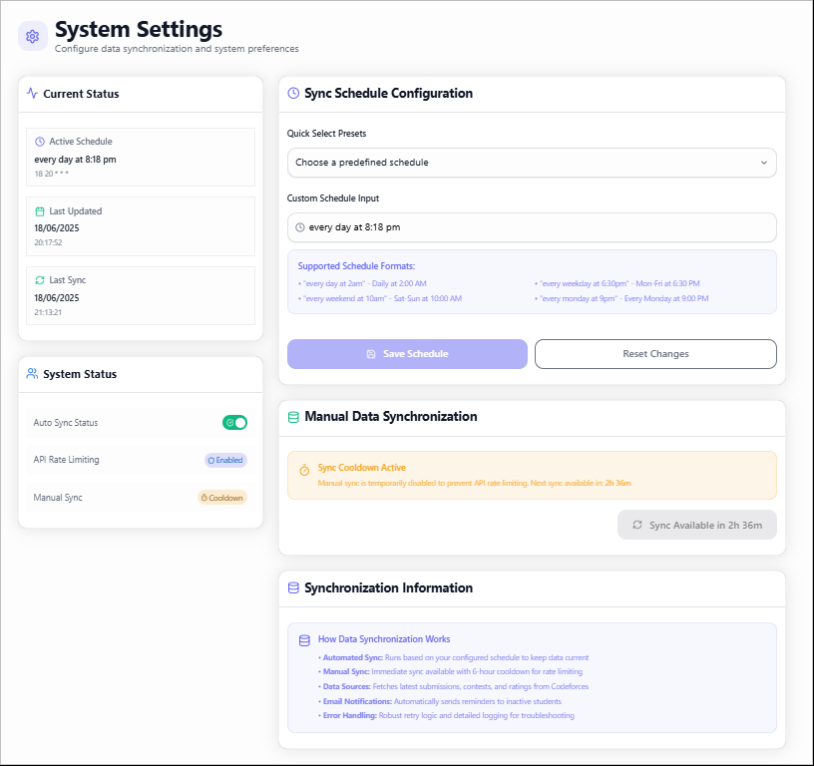 System Settings
Configure data synchronization and system preferences
Current Status
Active Schedule
every day at 8:18 pm
18 20 * * *
Last Updated
18/06/2025
20:17:52
Last Sync
18/06/2025
21:13:21
System Status
Auto Sync Status
API Rate Limiting
Enabled
Manual Sync
Cooldown
Sync Schedule Configuration
Quick Select Presets
Choose a predefined schedule
Custom Schedule Input
every day at 8:18 pm
Supported Schedule Formats:
• "every day at 2am" - Daily at 2:00 AM
• "every weekday at 6:30pm" - Mon-Fri at 6:30 PM
• "every weekend at 10am" - Sat-Sun at 10:00 AM
• "every monday at 9pm" - Every Monday at 9:00 PM
Save Schedule
Reset Changes
Manual Data Synchronization
Sync Cooldown Active
Manual sync is temporarily disabled to prevent API rate limiting. Next sync available in: 2h 36m
Sync Available in 2h 36m
Synchronization Information
How Data Synchronization Works
• Automated Sync: Runs based on your configured schedule to keep data current
• Manual Sync: Immediate sync available with 6-hour cooldown for rate limiting
• Data Sources: Fetches latest submissions, contests, and ratings from Codeforces
• Email Notifications: Automatically sends reminders to inactive students
• Error Handling: Robust retry logic and detailed logging for troubleshooting